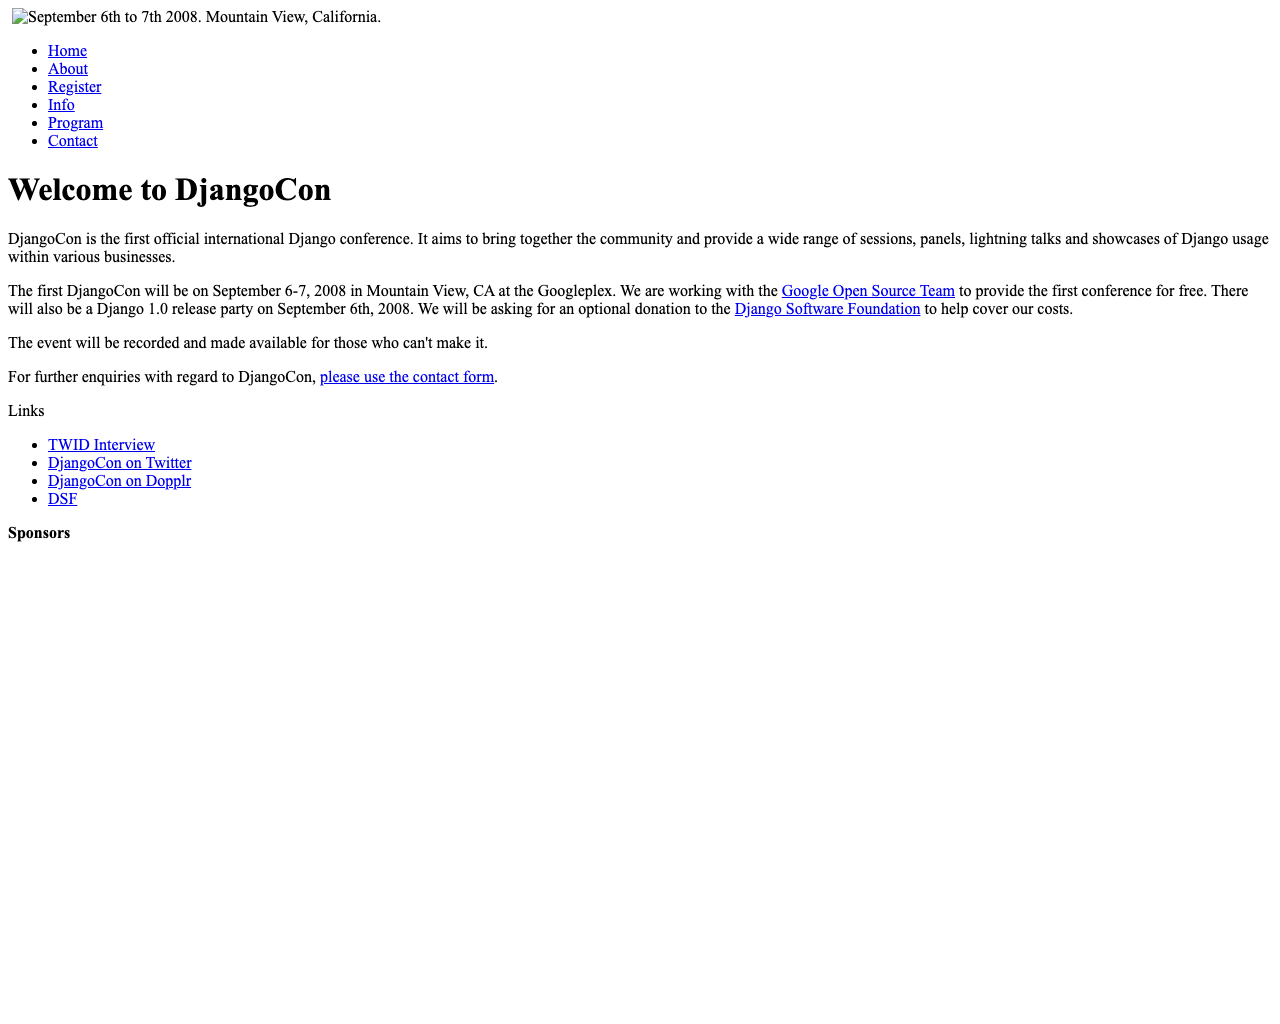 September 6th to 7th 2008. Mountain View, California.
Home
About
Register
Info
Program
Contact
Welcome to DjangoCon
DjangoCon is the first official international Django conference. It aims to bring together the community and provide a wide range of sessions, panels, lightning talks and showcases of Django usage
within various businesses.
The first DjangoCon will be on September 6-7, 2008 in Mountain View, CA at the Googleplex. We are working with the Google Open Source Team to provide the first conference for free. There
will also be a Django 1.0 release party on September 6th, 2008. We will be asking for an optional donation to the Django Software Foundation to help cover our costs.
The event will be recorded and made available for those who can't make it.
For further enquiries with regard to DjangoCon, please use the contact form.
Links
TWID Interview
DjangoCon on Twitter
DjangoCon on Dopplr
DSF
Sponsors